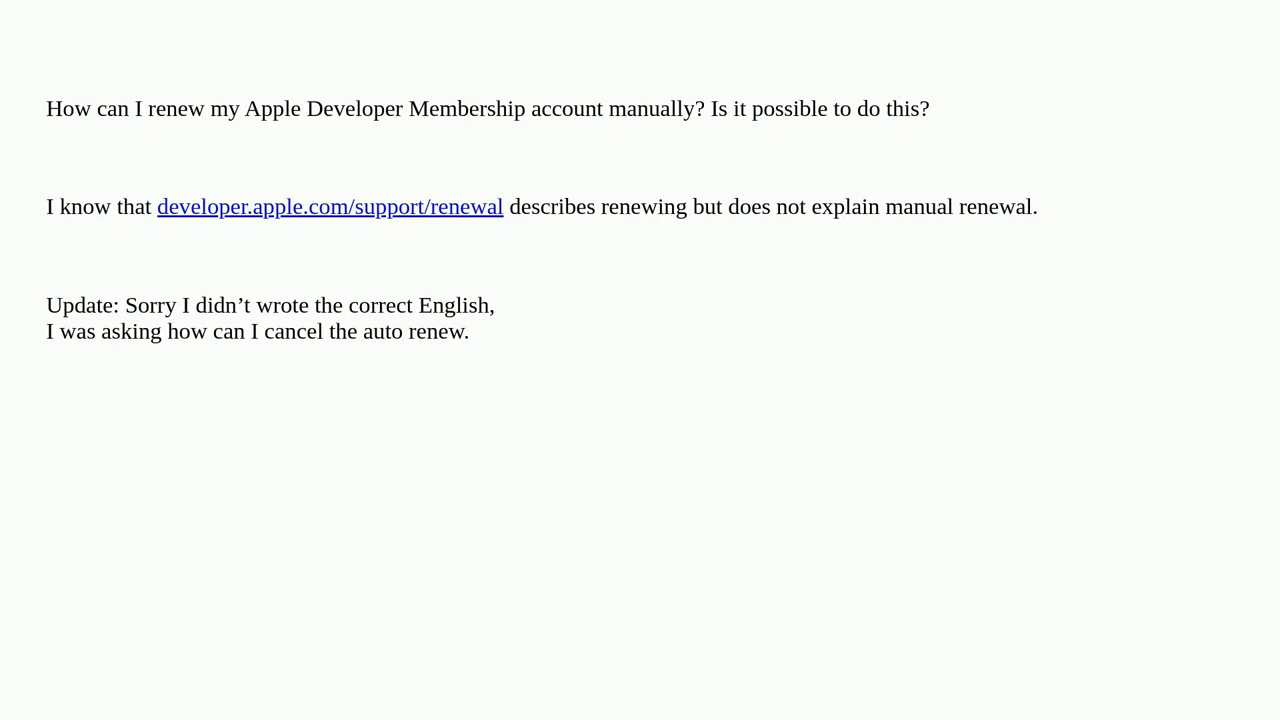 How can I renew my Apple Developer Membership account manually? Is it possible to do this?
I know that developer.apple.com/support/renewal describes renewing but does not explain manual renewal.
Update: Sorry I didn’t wrote the correct English,
I was asking how can I cancel the auto renew.